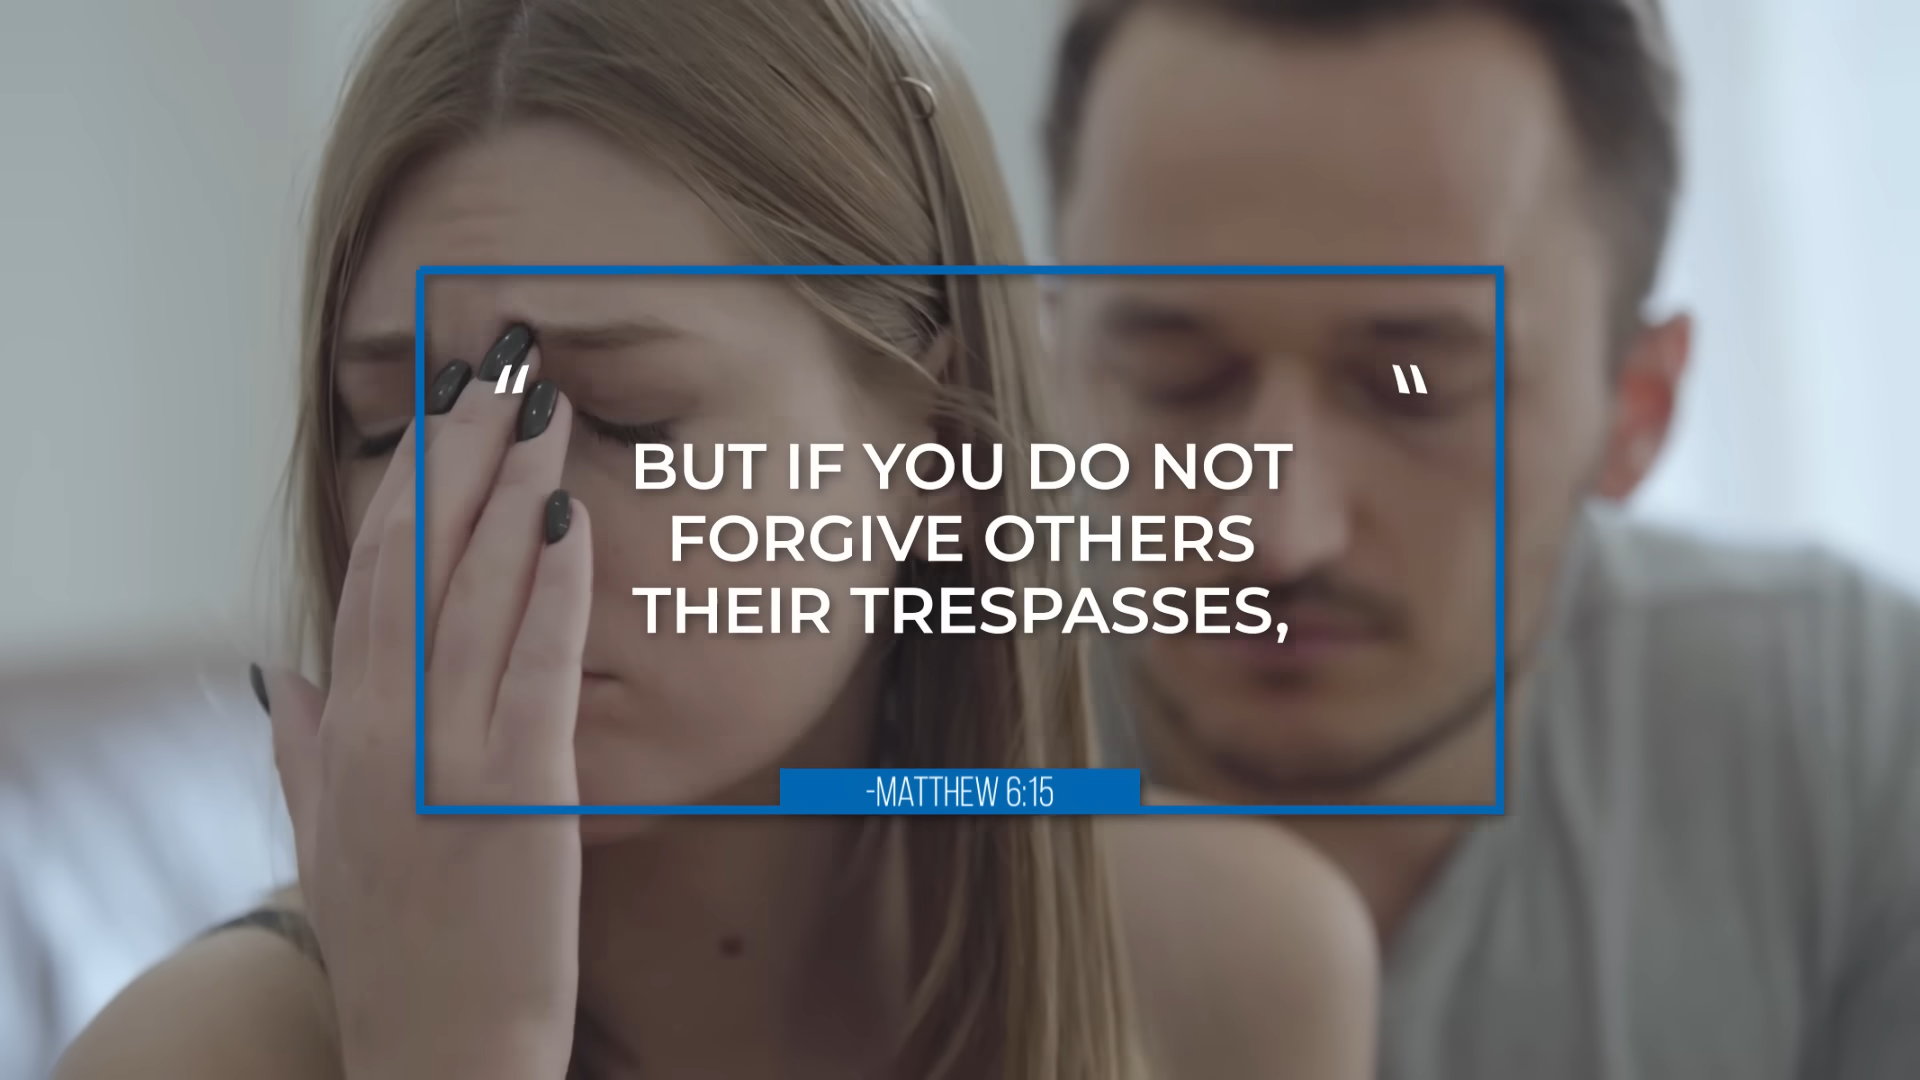 “
“
BUT IF YOU DO NOT
FORGIVE OTHERS
THEIR TRESPASSES,
-MATTHEW 6:15